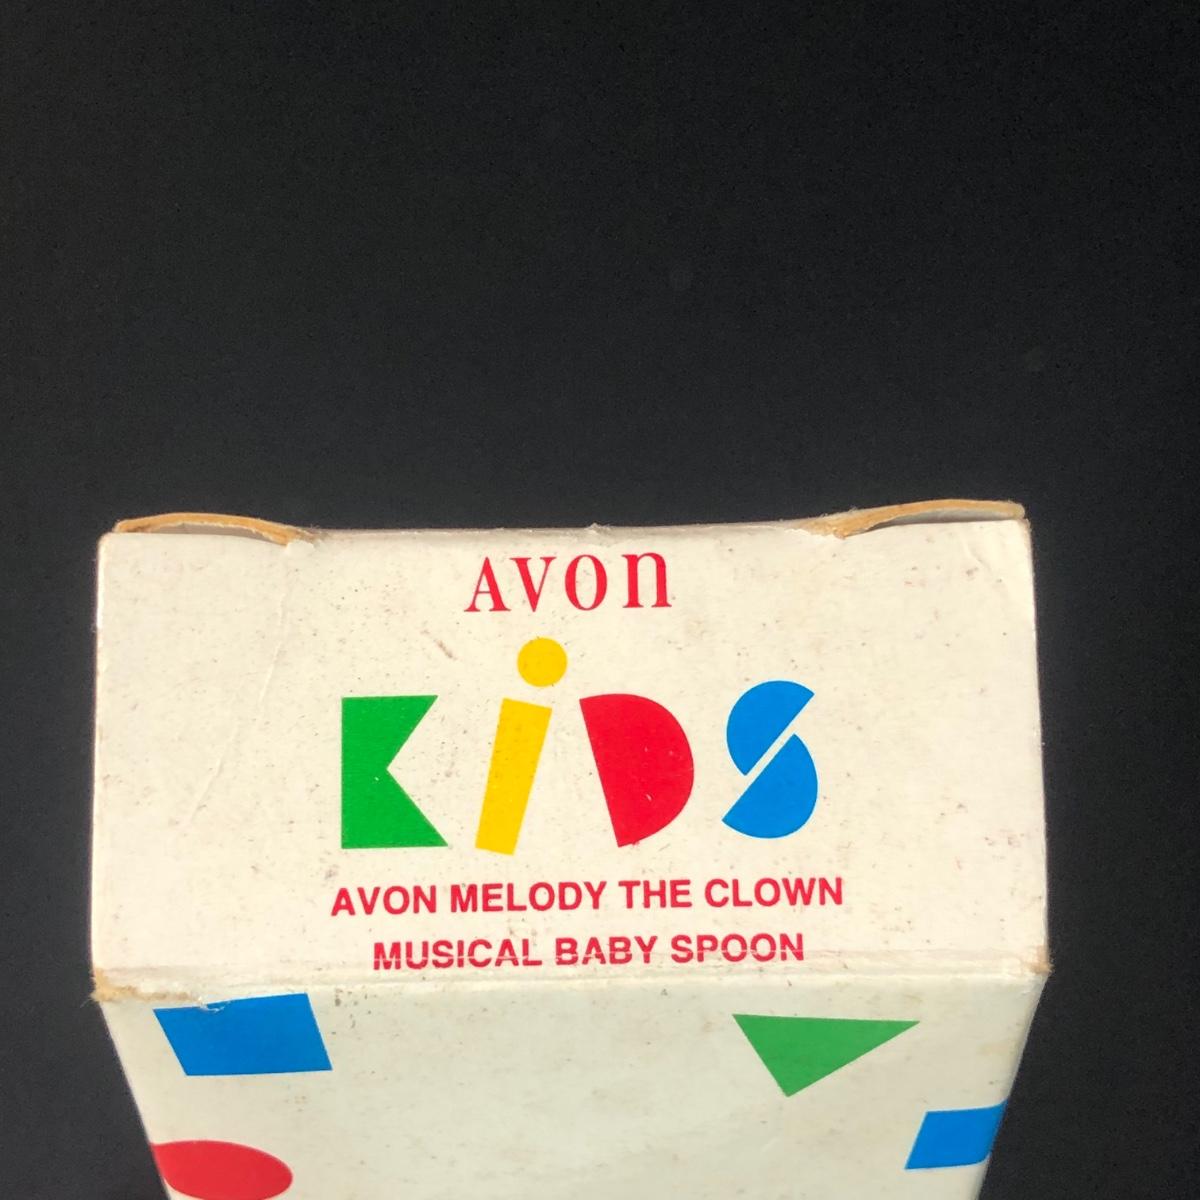 AVON
KiDS
AVON MELODY THE CLOWN
MUSICAL BABY SPOON